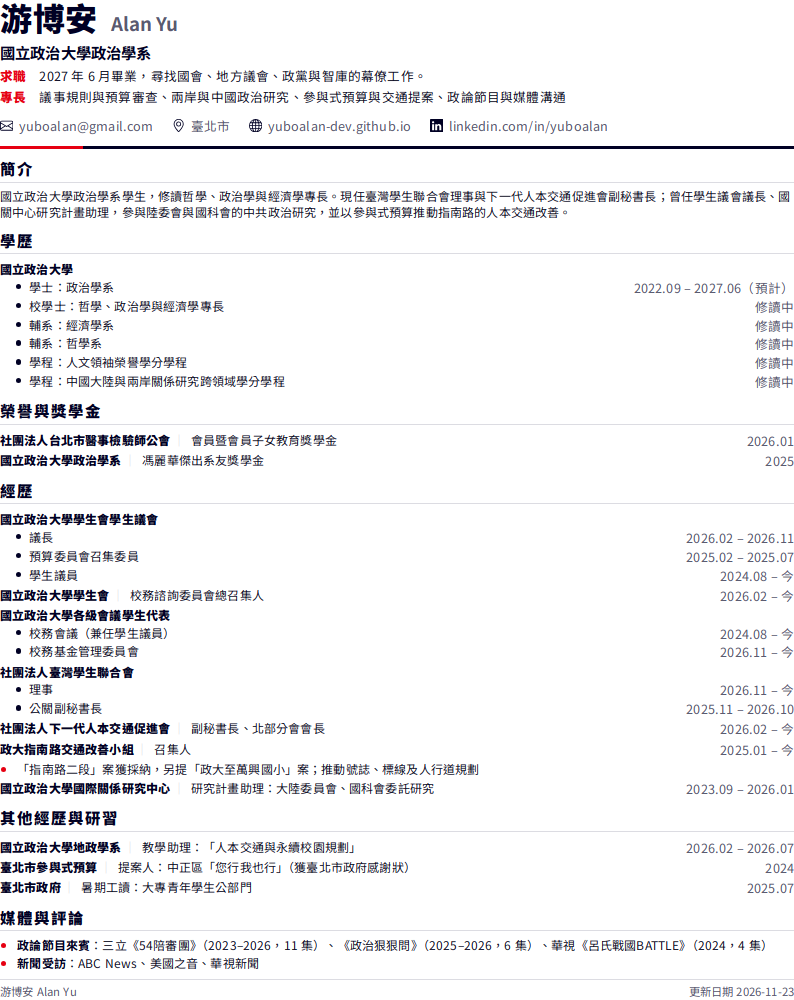 游博安 Alan Yu
國立政治大學政治學系
求職 2027 年 6 月畢業，尋找國會、地方議會、政黨與智庫的幕僚工作。
專長 議事規則與預算審查、兩岸與中國政治研究、參與式預算與交通提案、政論節目與媒體溝通
yuboalan@gmail.com 臺北市 yuboalan-dev.github.io linkedin.com/in/yuboalan
簡介
國立政治大學政治學系學生，修讀哲學、政治學與經濟學專長。現任臺灣學生聯合會理事與下一代人本交通促進會副秘書長；曾任學生議會議長、國
關中心研究計畫助理，參與陸委會與國科會的中共政治研究，並以參與式預算推動指南路的人本交通改善。
學歷
國立政治大學
• 學士：政治學系 2022.09 – 2027.06（預計）
• 校學士：哲學、政治學與經濟學專長 修讀中
• 輔系：經濟學系 修讀中
• 輔系：哲學系 修讀中
• 學程：人文領袖榮譽學分學程 修讀中
• 學程：中國大陸與兩岸關係研究跨領域學分學程 修讀中
榮譽與獎學金
社團法人台北市醫事檢驗師公會 | 會員暨會員子女教育獎學金 2026.01
國立政治大學政治學系 | 馮麗華傑出系友獎學金 2025
經歷
國立政治大學學生會學生議會
• 議長 2026.02 – 2026.11
• 預算委員會召集委員 2025.02 – 2025.07
• 學生議員 2024.08 – 今
國立政治大學學生會 | 校務諮詢委員會總召集人 2026.02 – 今
國立政治大學各級會議學生代表
• 校務會議（兼任學生議員） 2024.08 – 今
• 校務基金管理委員會 2026.11 – 今
社團法人臺灣學生聯合會
• 理事 2026.11 – 今
• 公關副秘書長 2025.11 – 2026.10
社團法人下一代人本交通促進會 | 副秘書長、北部分會會長 2026.02 – 今
政大指南路交通改善小組 | 召集人 2025.01 – 今
• 「指南路二段」案獲採納，另提「政大至萬興國小」案；推動號誌、標線及人行道規劃
國立政治大學國際關係研究中心 | 研究計畫助理：大陸委員會、國科會委託研究 2023.09 – 2026.01
其他經歷與研習
國立政治大學地政學系 | 教學助理：「人本交通與永續校園規劃」 2026.02 – 2026.07
臺北市參與式預算 | 提案人：中正區「您行我也行」（獲臺北市政府感謝狀） 2024
臺北市政府 | 暑期工讀：大專青年學生公部門 2025.07
媒體與評論
• 政論節目來賓：三立《54陪審團》（2023–2026，11 集）、《政治狠狠問》（2025–2026，6 集）、華視《呂氏戰國BATTLE》（2024，4 集）
• 新聞受訪：ABC News、美國之音、華視新聞
游博安 Alan Yu 更新日期 2026-11-23